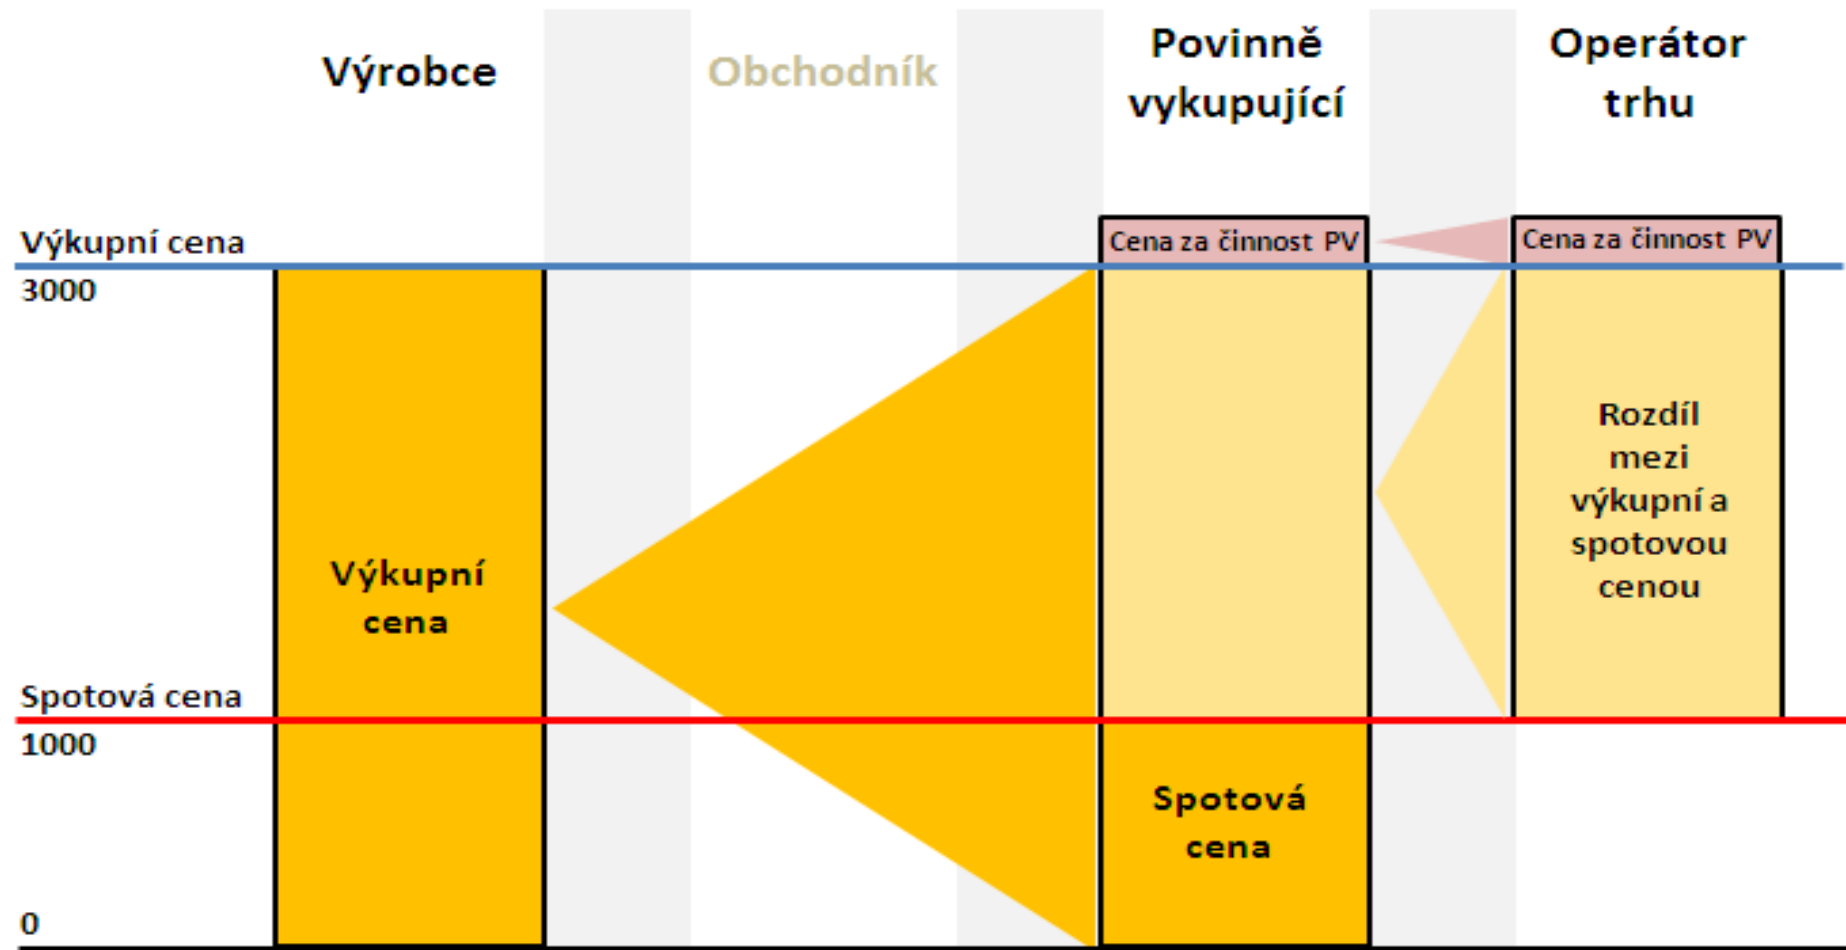 Výrobce
Obchodník
Povinně
vykupující
Operátor
trhu
Výkupní cena
3000
Cena za činnost PV
Cena za činnost PV
Rozdíl
mezi
výkupní a
spotovou
cenou
Výkupní
cena
Spotová cena
1000
Spotová
cena
0